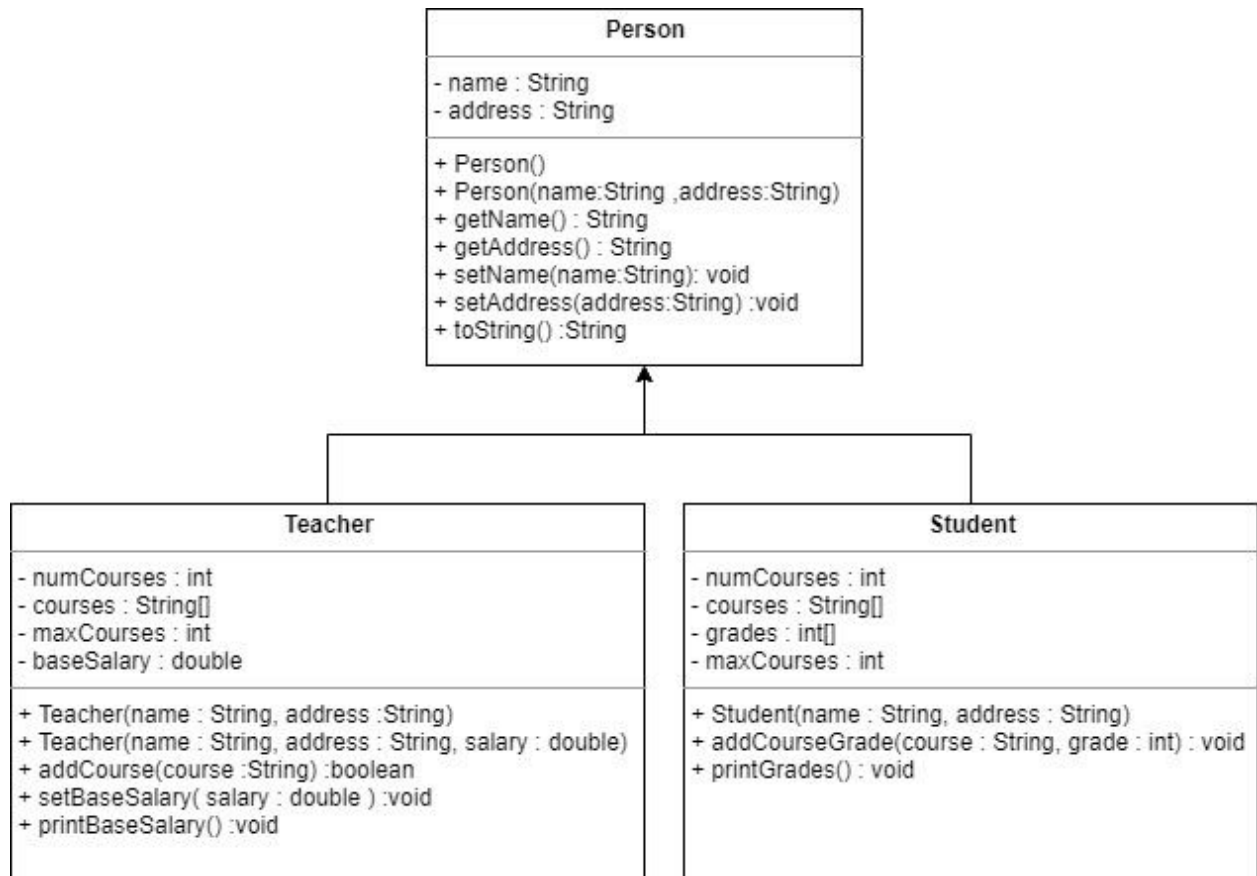 Person
- name : String
- address : String
+ Person()
+ Person(name:String ,address:String)
+ getName() : String
+ getAddress() : String
+ setName(name:String): void
+ setAddress(address:String) :void
+ toString() :String
Teacher
- numCourses : int
- courses : String[]
- maxCourses : int
- baseSalary : double
+ Teacher(name : String, address :String)
+ Teacher(name : String, address : String, salary : double)
+ addCourse(course :String) :boolean
+ setBaseSalary( salary : double ) :void
+ printBaseSalary() :void
Student
- numCourses : int
- courses : String[]
- grades : int[]
- maxCourses : int
+ Student(name : String, address : String)
+ addCourseGrade(course : String, grade : int) : void
+ printGrades() : void